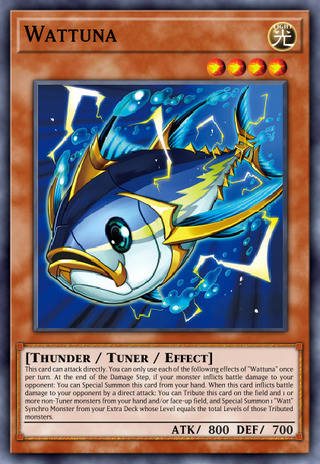 Wattuna
LIGHT
光
[Thunder / Tuner / Effect]
This card can attack directly. You can only use each of the following effects of "Wattuna" once
per turn. At the end of the Damage Step, if your monster inflicts battle damage to your
opponent: You can Special Summon this card from your hand. When this card inflicts battle
damage to your opponent by a direct attack: You can Tribute this card on the field and 1 or
more non-Tuner monsters from your hand and/or face-up field, and Special Summon 1 "Watt"
Synchro Monster from your Extra Deck whose Level equals the total Levels of those Tributed
monsters.
ATK/ 800 DEF/ 700